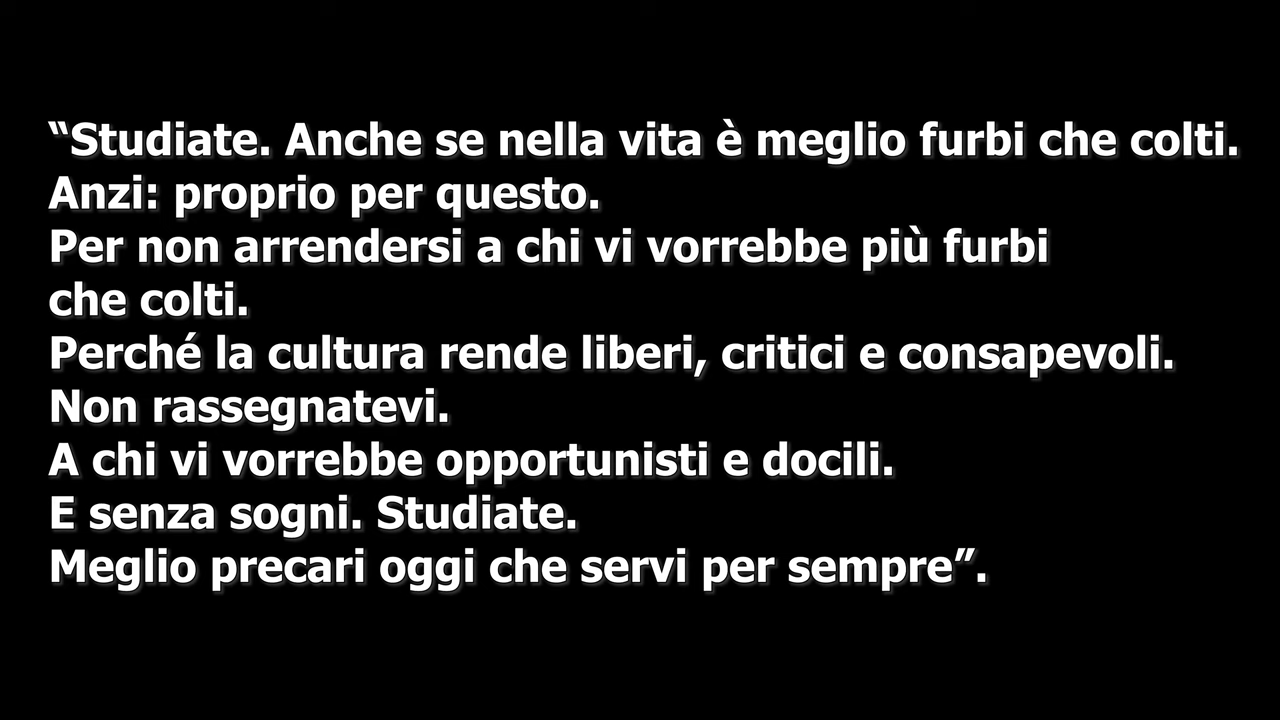 “Studiate. Anche se nella vita è meglio furbi che colti.
Anzi: proprio per questo.
Per non arrendersi a chi vi vorrebbe più furbi
che colti.
Perché la cultura rende liberi, critici e consapevoli.
Non rassegnatevi.
A chi vi vorrebbe opportunisti e docili.
E senza sogni. Studiate.
Meglio precari oggi che servi per sempre”.